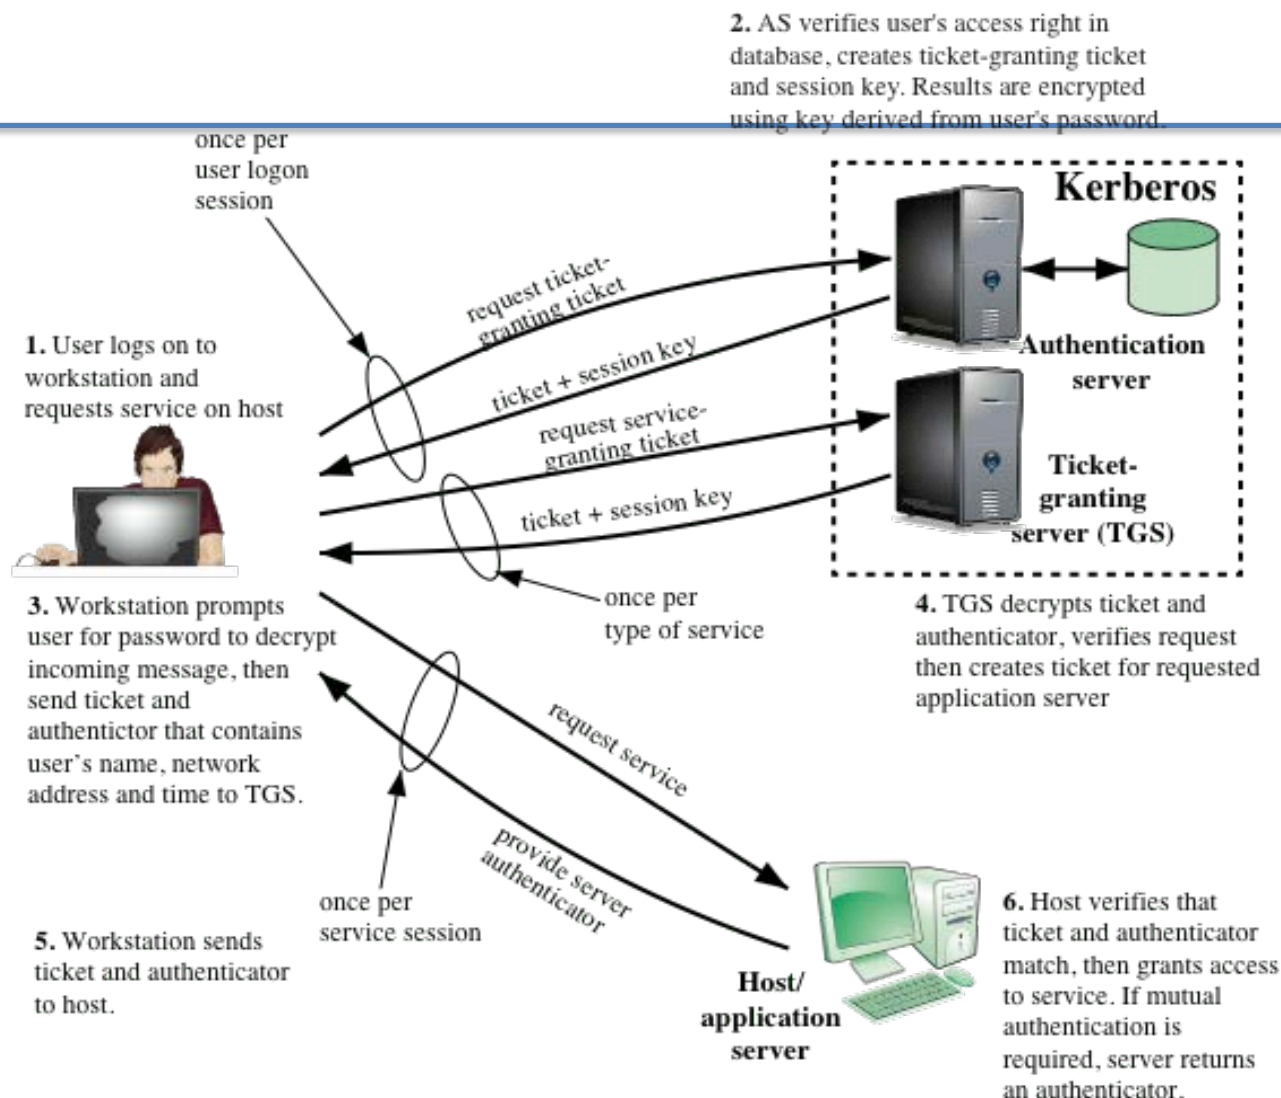 2. AS verifies user's access right in
database, creates ticket-granting ticket
and session key. Results are encrypted
using key derived from user's password.
once per
user logon
session
Kerberos
request ticket-
granting ticket
1. User logs on to
workstation and
requests service on host
ticket + session key
Authentication
server
request service-
granting ticket
ticket + session key
Ticket-
granting
server (TGS)
once per
type of service
3. Workstation prompts
user for password to decrypt
incoming message, then
send ticket and
authentictor that contains
user's name, network
address and time to TGS.
4. TGS decrypts ticket and
authenticator, verifies request
then creates ticket for requested
application server
request service
provide server
authenticator
once per
service session
5. Workstation sends
ticket and authenticator
to host.
Host/
application
server
6. Host verifies that
ticket and authenticator
match, then grants access
to service. If mutual
authentication is
required, server returns
an authenticator.